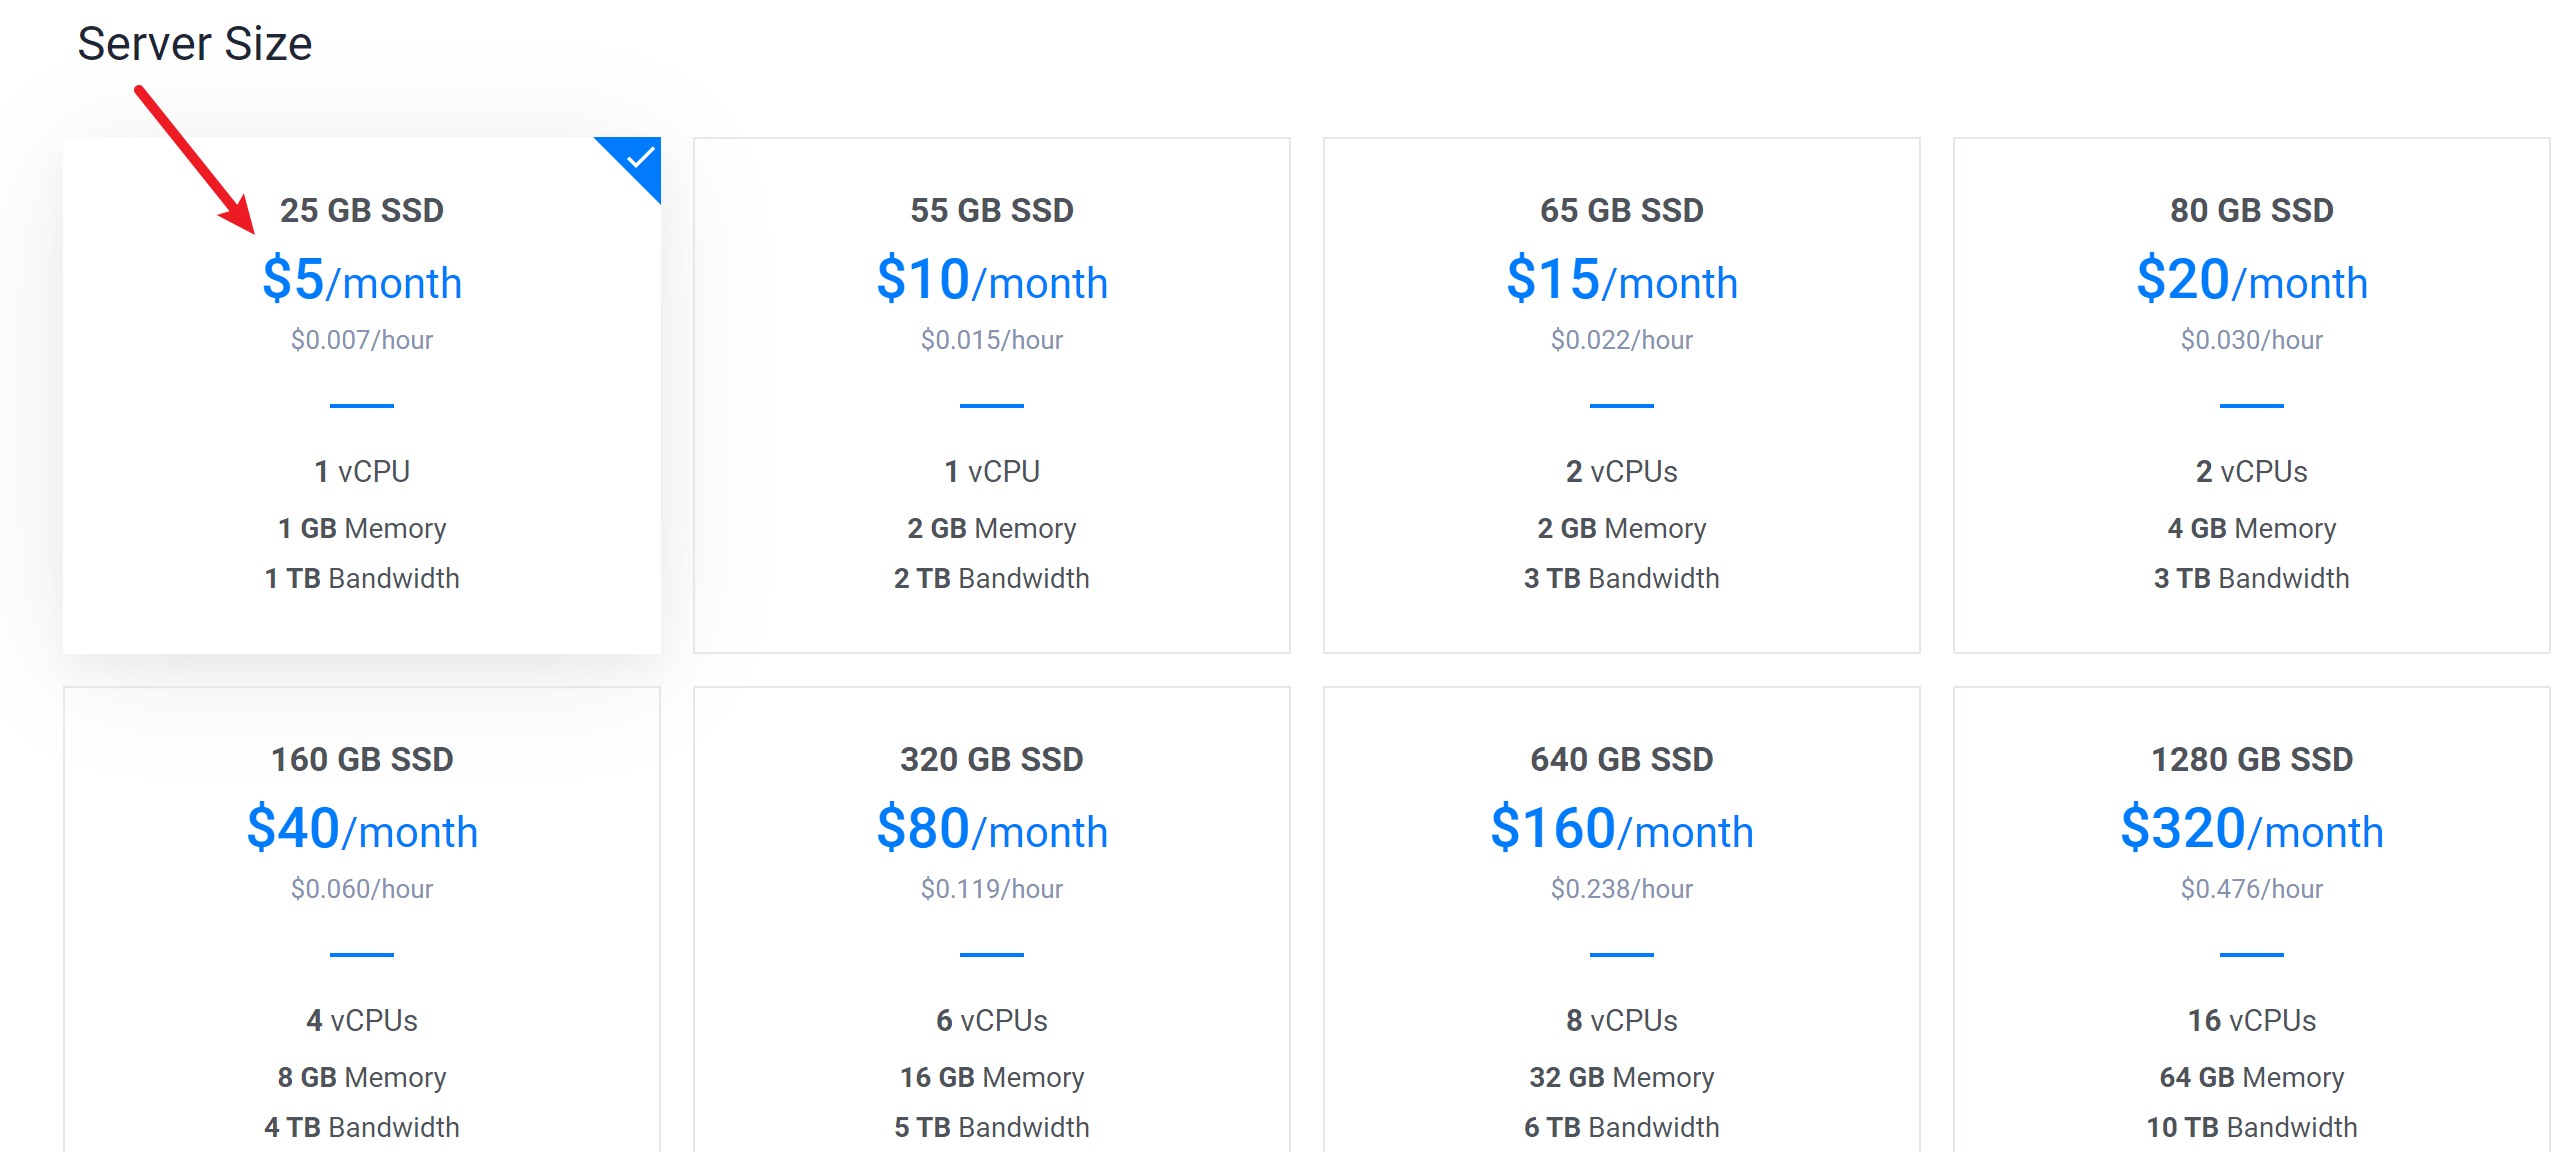 Server Size
25 GB SSD
$5/month
$0.007/hour
1 vCPU
1 GB Memory
1 TB Bandwidth
55 GB SSD
$10/month
$0.015/hour
1 vCPU
2 GB Memory
2 TB Bandwidth
65 GB SSD
$15/month
$0.022/hour
2 vCPUs
2 GB Memory
3 TB Bandwidth
80 GB SSD
$20/month
$0.030/hour
2 vCPUs
4 GB Memory
3 TB Bandwidth
160 GB SSD
$40/month
$0.060/hour
4 vCPUs
8 GB Memory
4 TB Bandwidth
320 GB SSD
$80/month
$0.119/hour
6 vCPUs
16 GB Memory
5 TB Bandwidth
640 GB SSD
$160/month
$0.238/hour
8 vCPUs
32 GB Memory
6 TB Bandwidth
1280 GB SSD
$320/month
$0.476/hour
16 vCPUs
64 GB Memory
10 TB Bandwidth